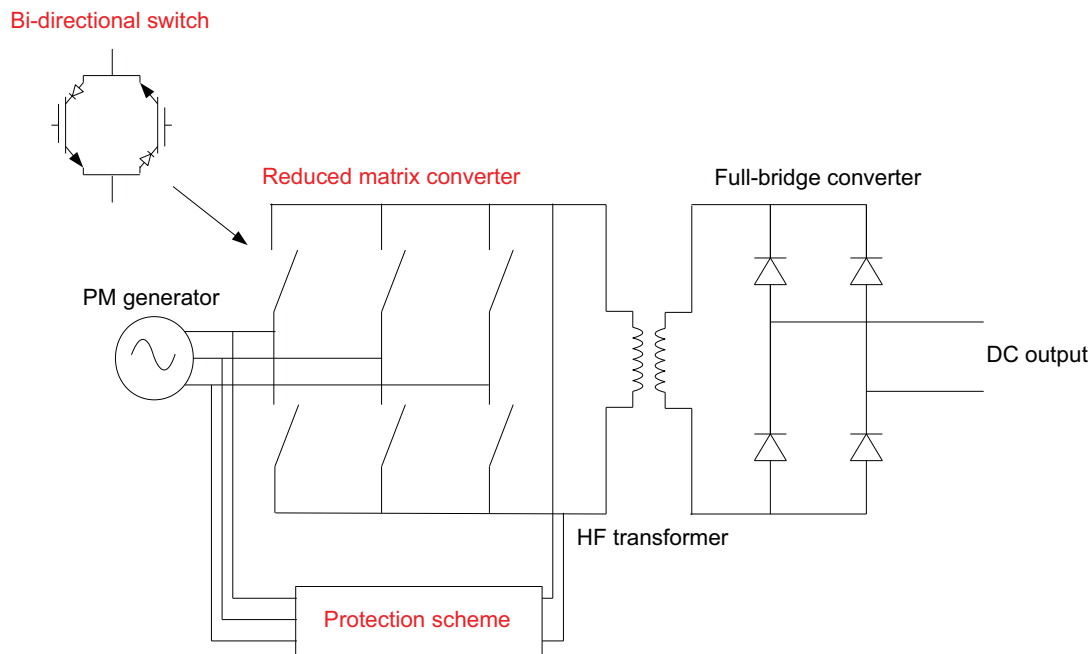 Bi-directional switch
Reduced matrix converter
Full-bridge converter
PM generator
DC output
HF transformer
Protection scheme